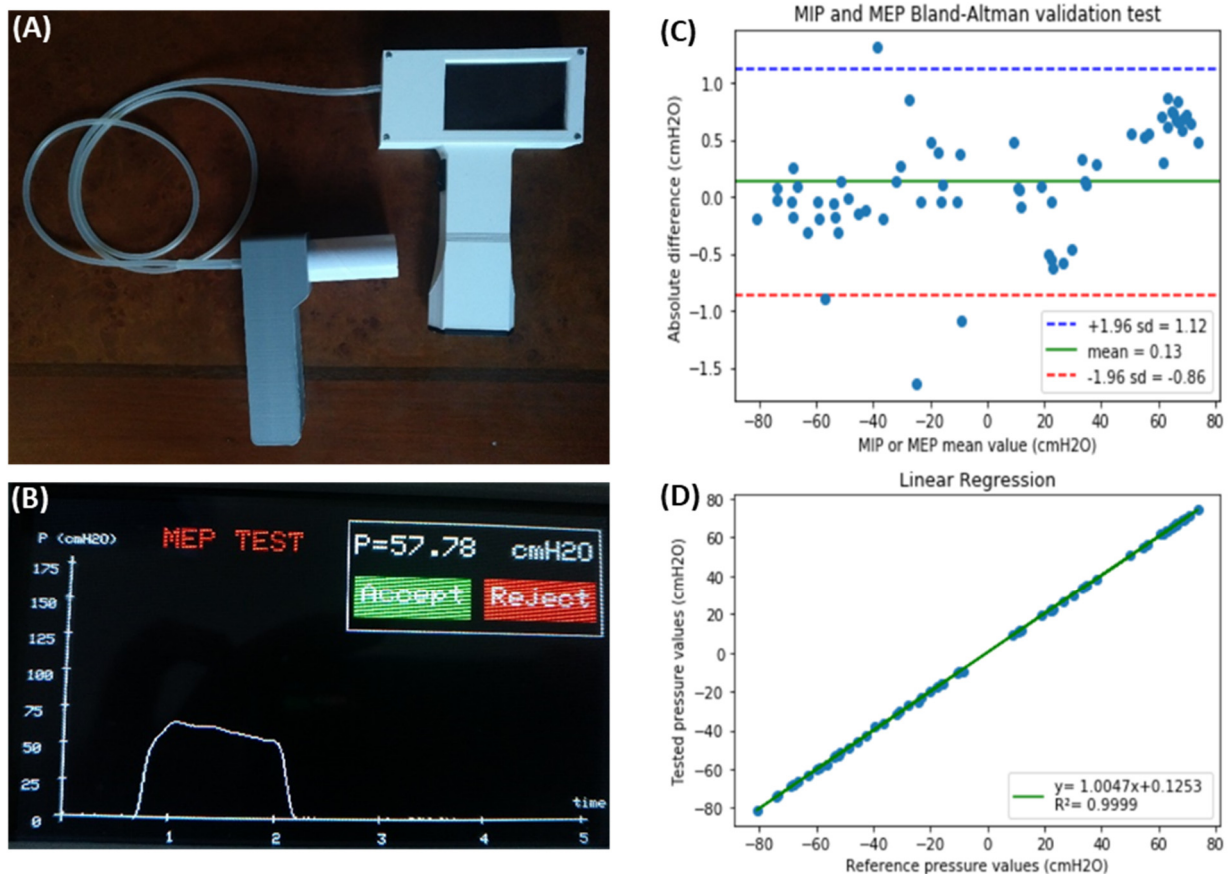 (A)
(B)
P (cmH2O)
MEP TEST
P=57.78 cmH2O
Accept Reject
175
150
125
100
75
50
25
0
time
1 2 3 4 5
(C)
MIP and MEP Bland-Altman validation test
Absolute difference (cmH2O)
1.0
0.5
0.0
−0.5
−1.0
−1.5
+1.96 sd = 1.12
mean = 0.13
-1.96 sd = -0.86
−80 −60 −40 −20 0 20 40 60 80
MIP or MEP mean value (cmH2O)
(D)
Linear Regression
Tested pressure values (cmH2O)
80
60
40
20
0
−20
−40
−60
−80
y= 1.0047x+0.1253
R²= 0.9999
−80 −60 −40 −20 0 20 40 60 80
Reference pressure values (cmH2O)